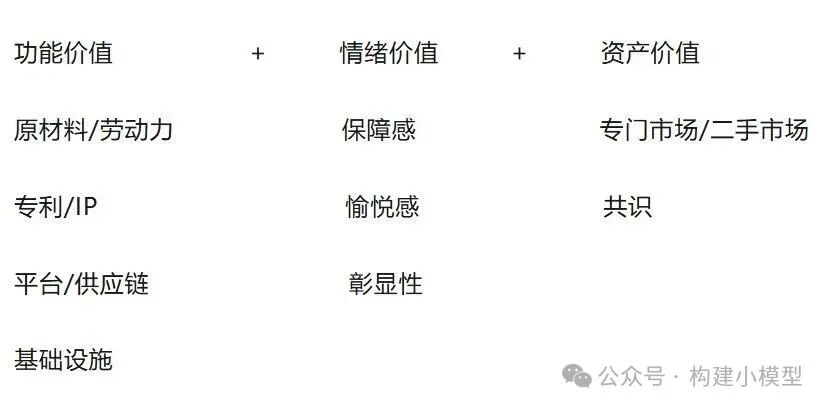 功能价值 + 情绪价值 + 资产价值
原材料/劳动力 保障感 专门市场/二手市场
专利/IP 愉悦感 共识
平台/供应链 彰显性
基础设施
公众号 · 构建小模型